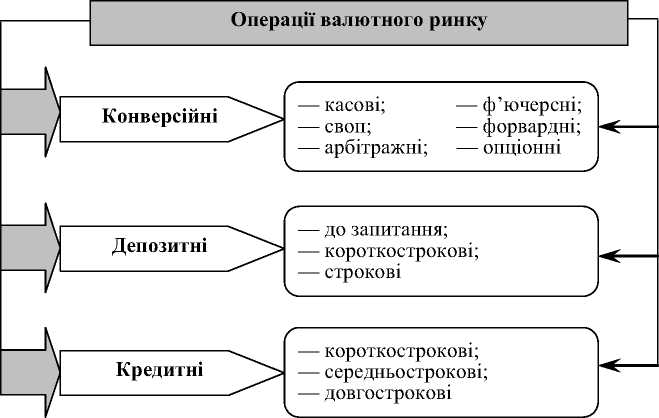 Операції валютного ринку
Конверсійні
— касові; — ф’ючерсні;
— своп; — форвардні;
— арбітражні; — опціонні
Депозитні
— до запитання;
— короткострокові;
— строкові
Кредитні
— короткострокові;
— середньострокові;
— довгострокові